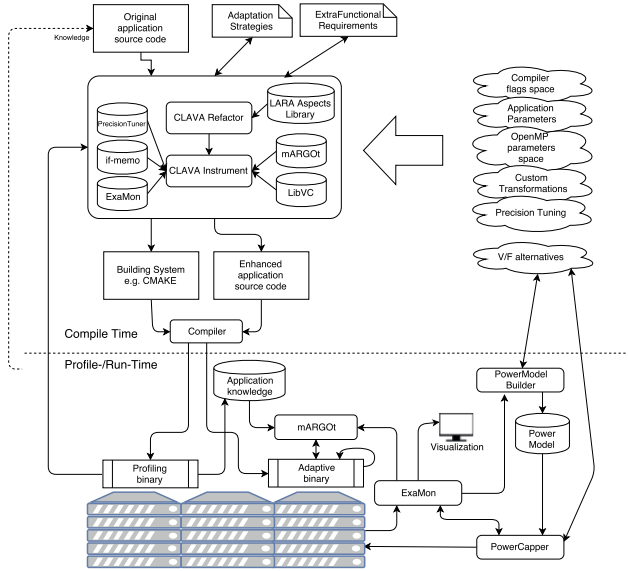 Original
application
source code
Adaptation
Strategies
ExtraFunctional
Requirements
Knowledge
LARA Aspects
Library
CLAVA Refactor
PrecisionTuner
if-memo
mARGOt
CLAVA Instrument
ExaMon
LibVC
Compiler
flags space
Application
Parameters
OpenMP
parameters
space
Custom
Transformations
Precision Tuning
V/F alternatives
Building System
e.g. CMAKE
Enhanced
application
source code
Compiler
Compile Time
Profile-/Run-Time
Application
knowledge
PowerModel
Builder
mARGOt
Visualization
Power
Model
Profiling
binary
Adaptive
binary
ExaMon
PowerCapper